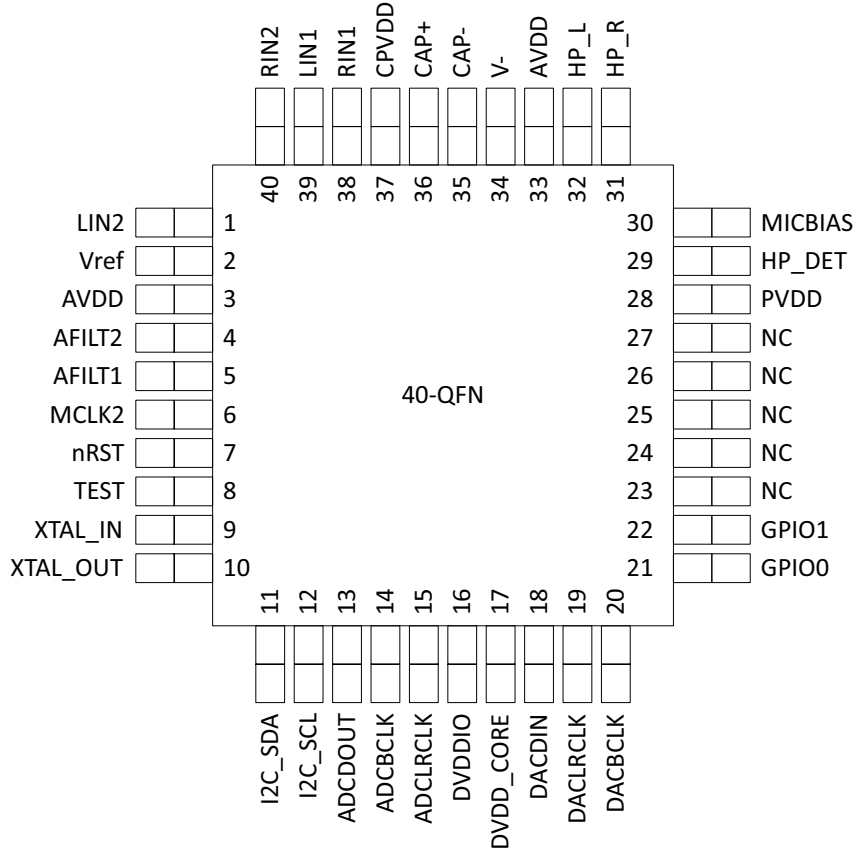 RIN2
LIN1
RIN1
CPVDD
CAP+
CAP-
V-
AVDD
HP_L
HP_R
40
39
38
37
36
35
34
33
32
31
LIN2 1
Vref 2
AVDD 3
AFILT2 4
AFILT1 5
MCLK2 6
nRST 7
TEST 8
XTAL_IN 9
XTAL_OUT 10
40-QFN
30 MICBIAS
29 HP_DET
28 PVDD
27 NC
26 NC
25 NC
24 NC
23 NC
22 GPIO1
21 GPIO0
11
12
13
14
15
16
17
18
19
20
I2C_SDA
I2C_SCL
ADCDOUT
ADCBCLK
ADCLRCLK
DVDDIO
DVDD_CORE
DACDIN
DACLRCLK
DACBCLK